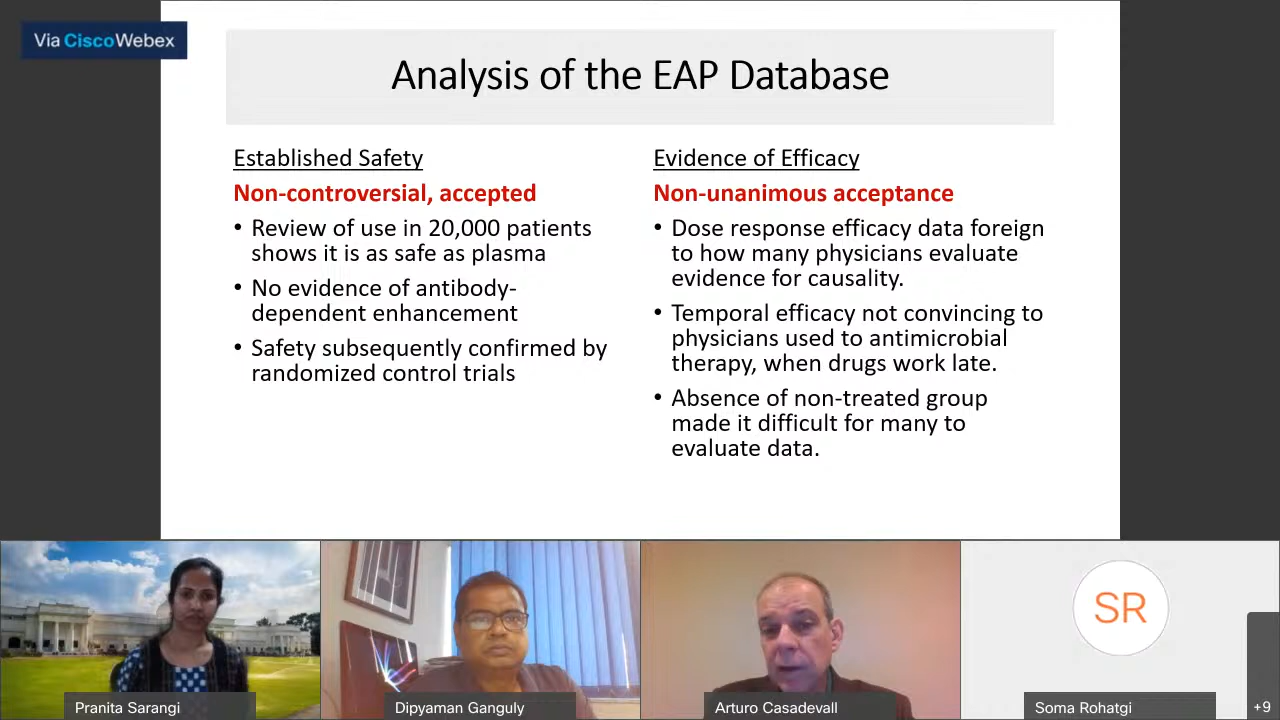 Via CiscoWebex
Analysis of the EAP Database
Established Safety
Non-controversial, accepted
• Review of use in 20,000 patients
shows it is as safe as plasma
• No evidence of antibody-
dependent enhancement
• Safety subsequently confirmed by
randomized control trials
Evidence of Efficacy
Non-unanimous acceptance
• Dose response efficacy data foreign
to how many physicians evaluate
evidence for causality.
• Temporal efficacy not convincing to
physicians used to antimicrobial
therapy, when drugs work late.
• Absence of non-treated group
made it difficult for many to
evaluate data.
SR
Pranita Sarangi
Dipyaman Ganguly
Arturo Casadevall
Soma Rohatgi
+9